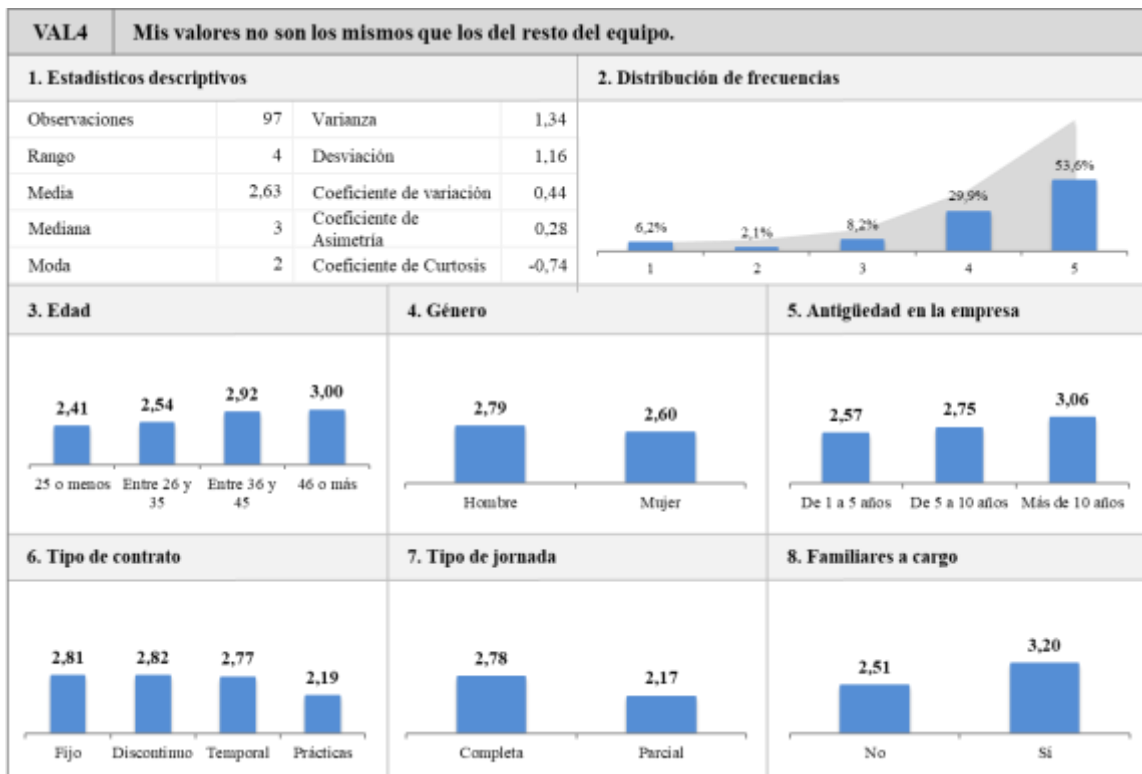 VAL4 Mis valores no son los mismos que los del resto del equipo.
1. Estadísticos descriptivos
Observaciones 97 Varianza 1,34
Rango 4 Desviación 1,16
Media 2,63 Coeficiente de variación 0,44
Mediana 3 Coeficiente de Asimetría 0,28
Moda 2 Coeficiente de Curtosis -0,74
2. Distribución de frecuencias
6,2% 2,1% 8,2% 29,9% 53,6%
1 2 3 4 5
3. Edad
2,41 2,54 2,92 3,00
25 o menos Entre 26 y 35 Entre 36 y 45 46 o más
4. Género
2,79 2,60
Hombre Mujer
5. Antigüedad en la empresa
2,57 2,75 3,06
De 1 a 5 años De 5 a 10 años Más de 10 años
6. Tipo de contrato
2,81 2,82 2,77 2,19
Fijo Discontinuo Temporal Prácticas
7. Tipo de jornada
2,78 2,17
Completa Parcial
8. Familiares a cargo
2,51 3,20
No Sí